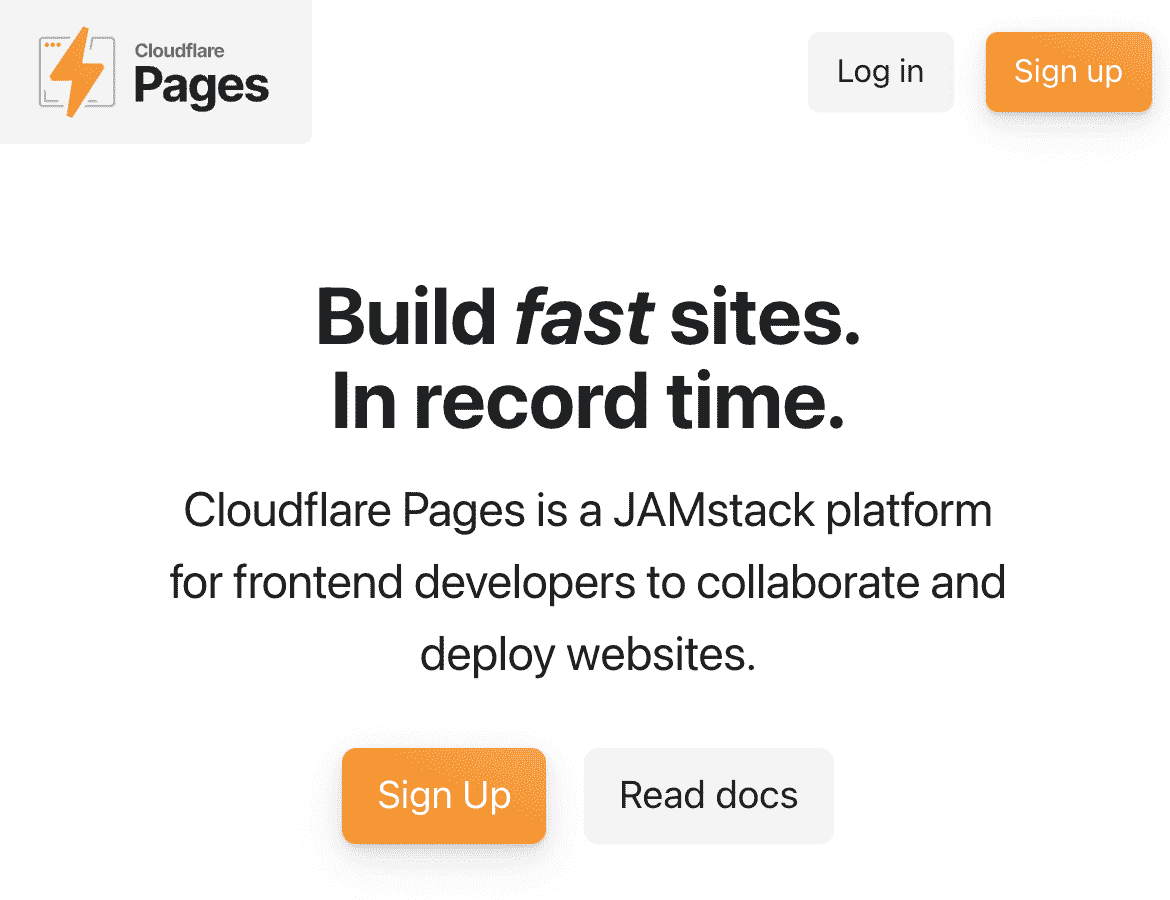 Cloudflare
Pages
Log in
Sign up
Build fast sites.
In record time.
Cloudflare Pages is a JAMstack platform
for frontend developers to collaborate and
deploy websites.
Sign Up
Read docs